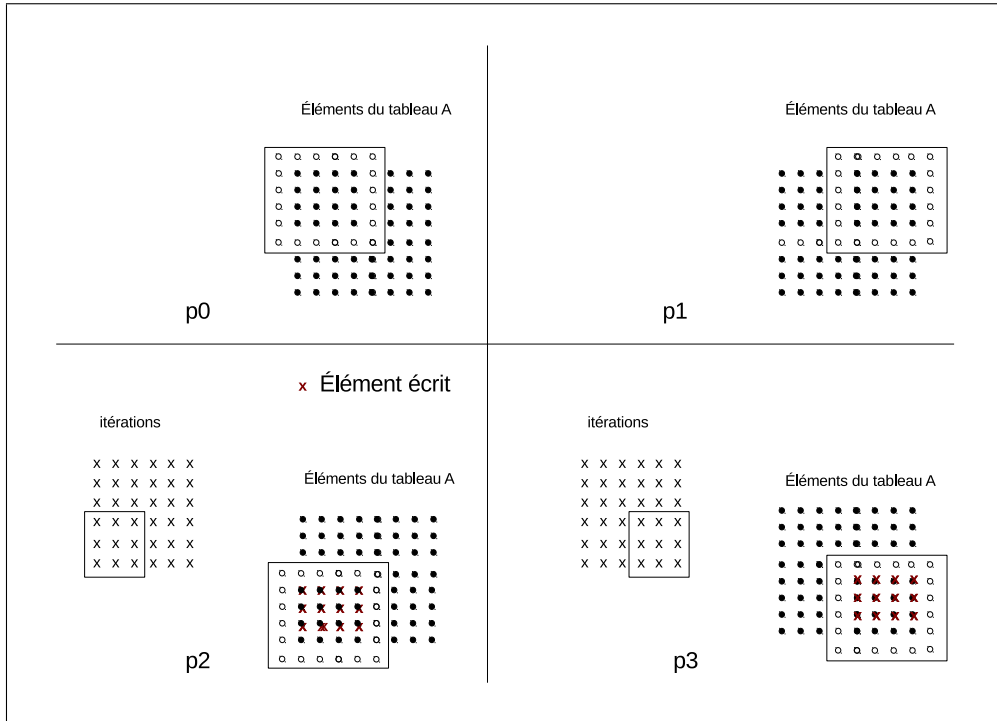 Éléments du tableau A
Éléments du tableau A
p0
p1
x Élément écrit
itérations
x x x x x x
x x x x x x
x x x x x x
x x x x x x
x x x x x x
x x x x x x
Éléments du tableau A
p2
itérations
x x x x x x
x x x x x x
x x x x x x
x x x x x x
x x x x x x
x x x x x x
Éléments du tableau A
p3